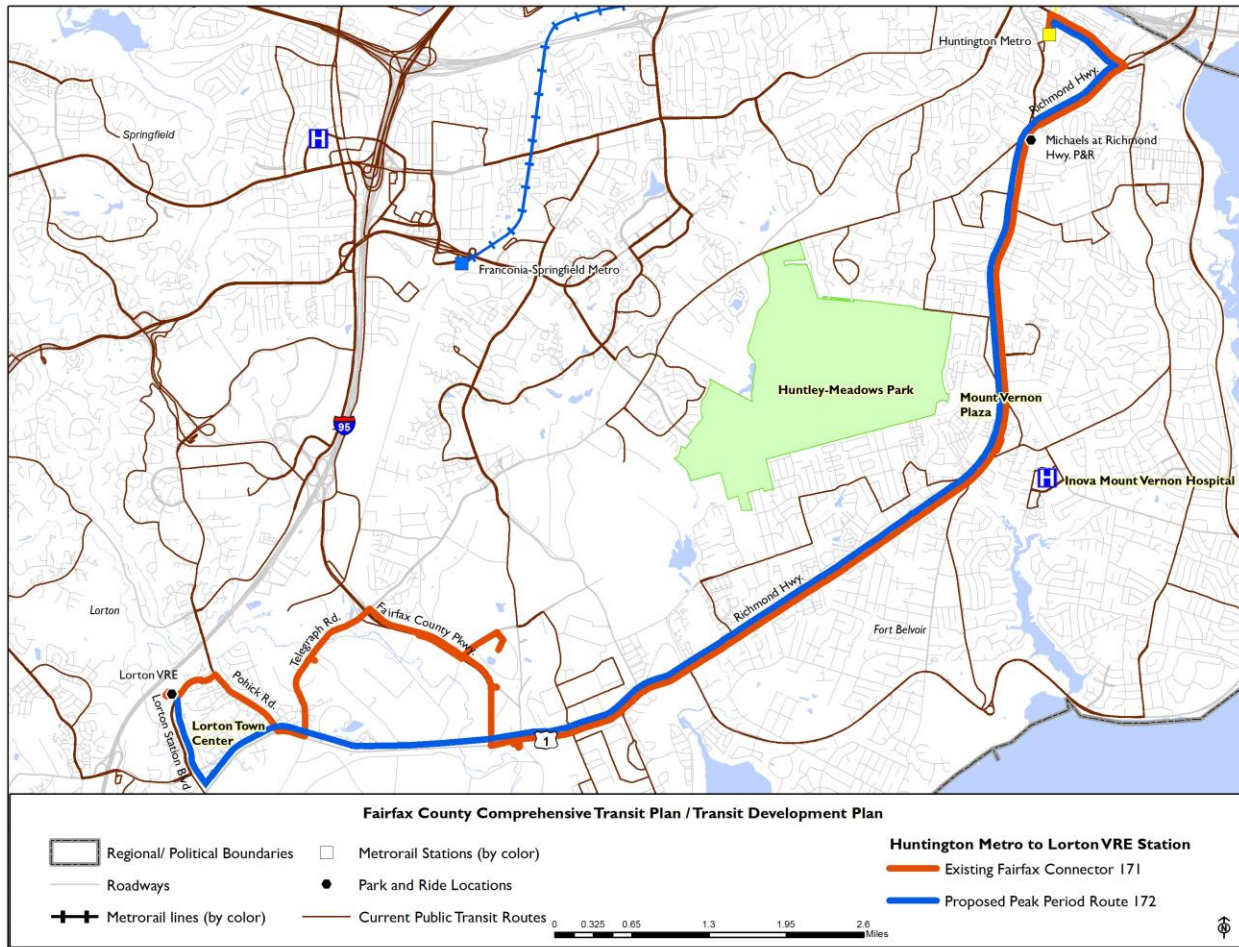 Huntington Metro
Richmond Hwy.
Springfield
H
Michaels at Richmond
Hwy. P&R
Franconia-Springfield Metro
Huntley-Meadows Park
Mount Vernon
Plaza
95
H
Inova Mount Vernon Hospital
Richmond Hwy.
Fairfax County Pkwy.
Telegraph Rd.
Lorton
Fort Belvoir
Lorton VRE
Pohick Rd.
Lorton Town
Center
Lorton Station Blvd
1
Fairfax County Comprehensive Transit Plan / Transit Development Plan
Regional/ Political Boundaries
Metrorail Stations (by color)
Roadways
Park and Ride Locations
Metrorail lines (by color)
Current Public Transit Routes
Huntington Metro to Lorton VRE Station
Existing Fairfax Connector 171
Proposed Peak Period Route 172
0 0.325 0.65 1.3 1.95 2.6
Miles